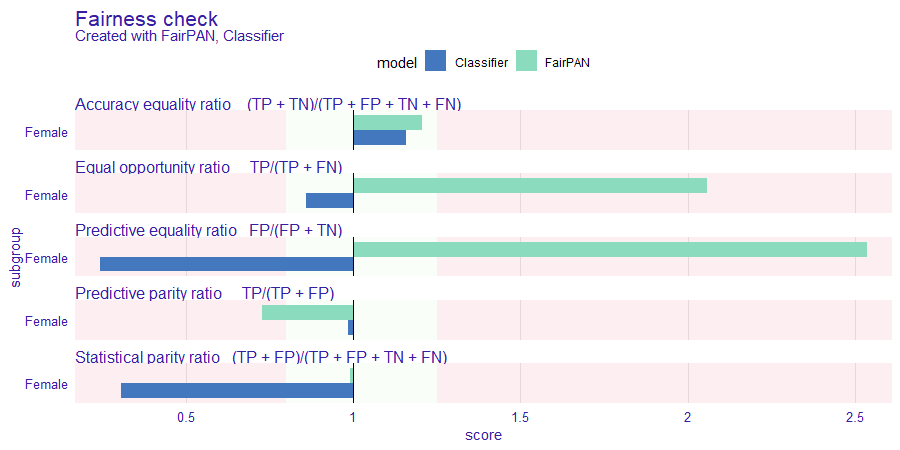 Fairness check
Created with FairPAN, Classifier
model Classifier FairPAN
Accuracy equality ratio (TP + TN)/(TP + FP + TN + FN)
Female
Equal opportunity ratio TP/(TP + FN)
Female
Predictive equality ratio FP/(FP + TN)
Female
Predictive parity ratio TP/(TP + FP)
Female
Statistical parity ratio (TP + FP)/(TP + FP + TN + FN)
Female
subgroup
0.5 1 1.5 2 2.5
score